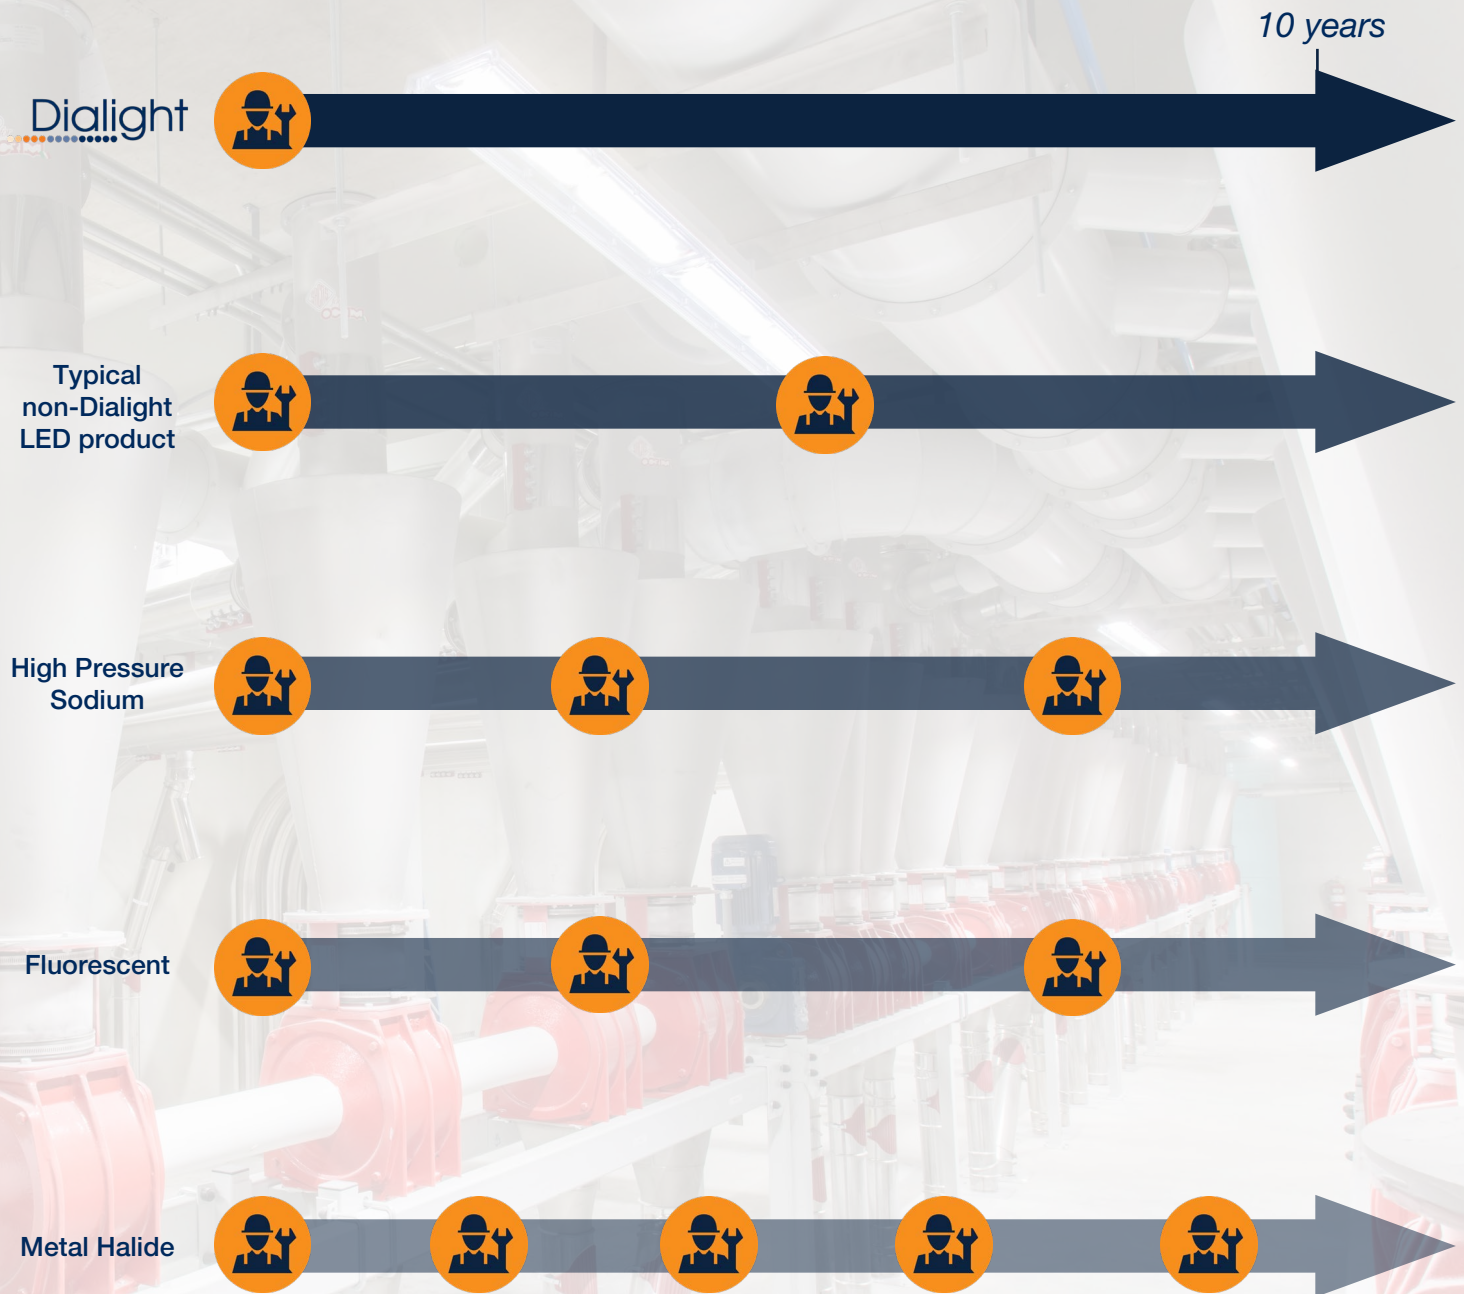 10 years
Dialight
Typical
non-Dialight
LED product
High Pressure
Sodium
Fluorescent
Metal Halide